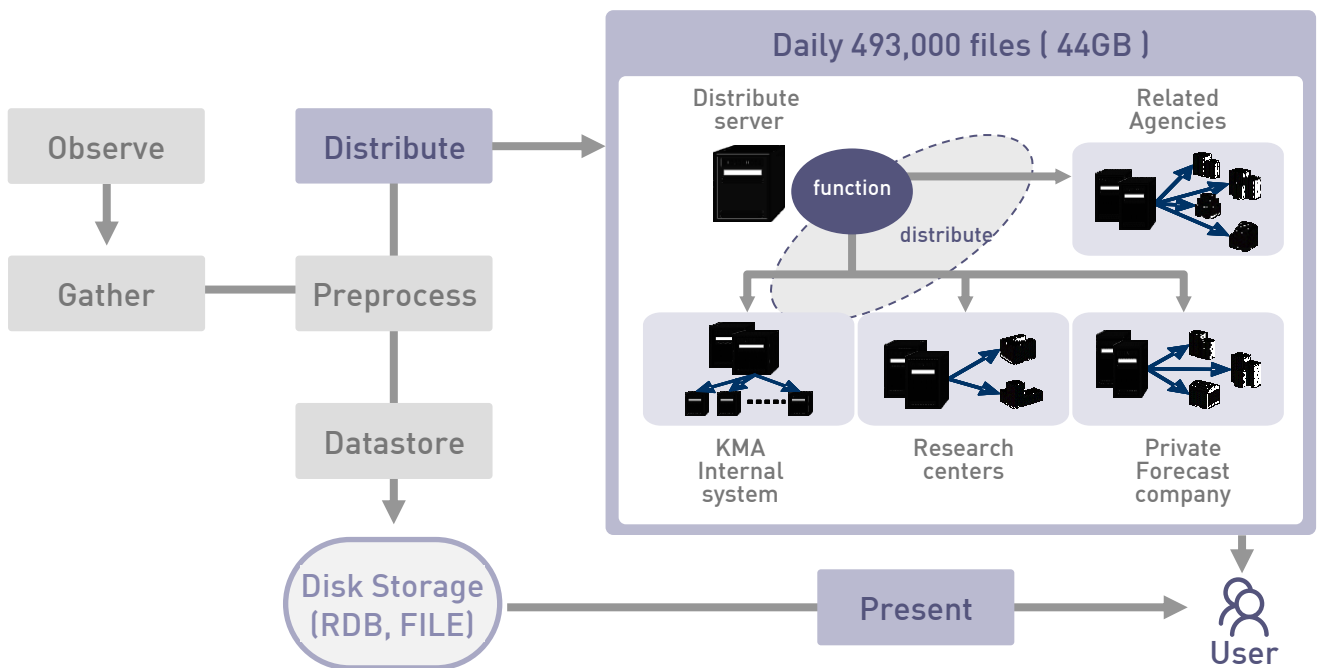 Daily 493,000 files ( 44GB )
Observe
Distribute
Gather
Preprocess
Datastore
Disk Storage
(RDB, FILE)
Distribute
server
Related
Agencies
function
distribute
KMA
Internal
system
Research
centers
Private
Forecast
company
Present
User